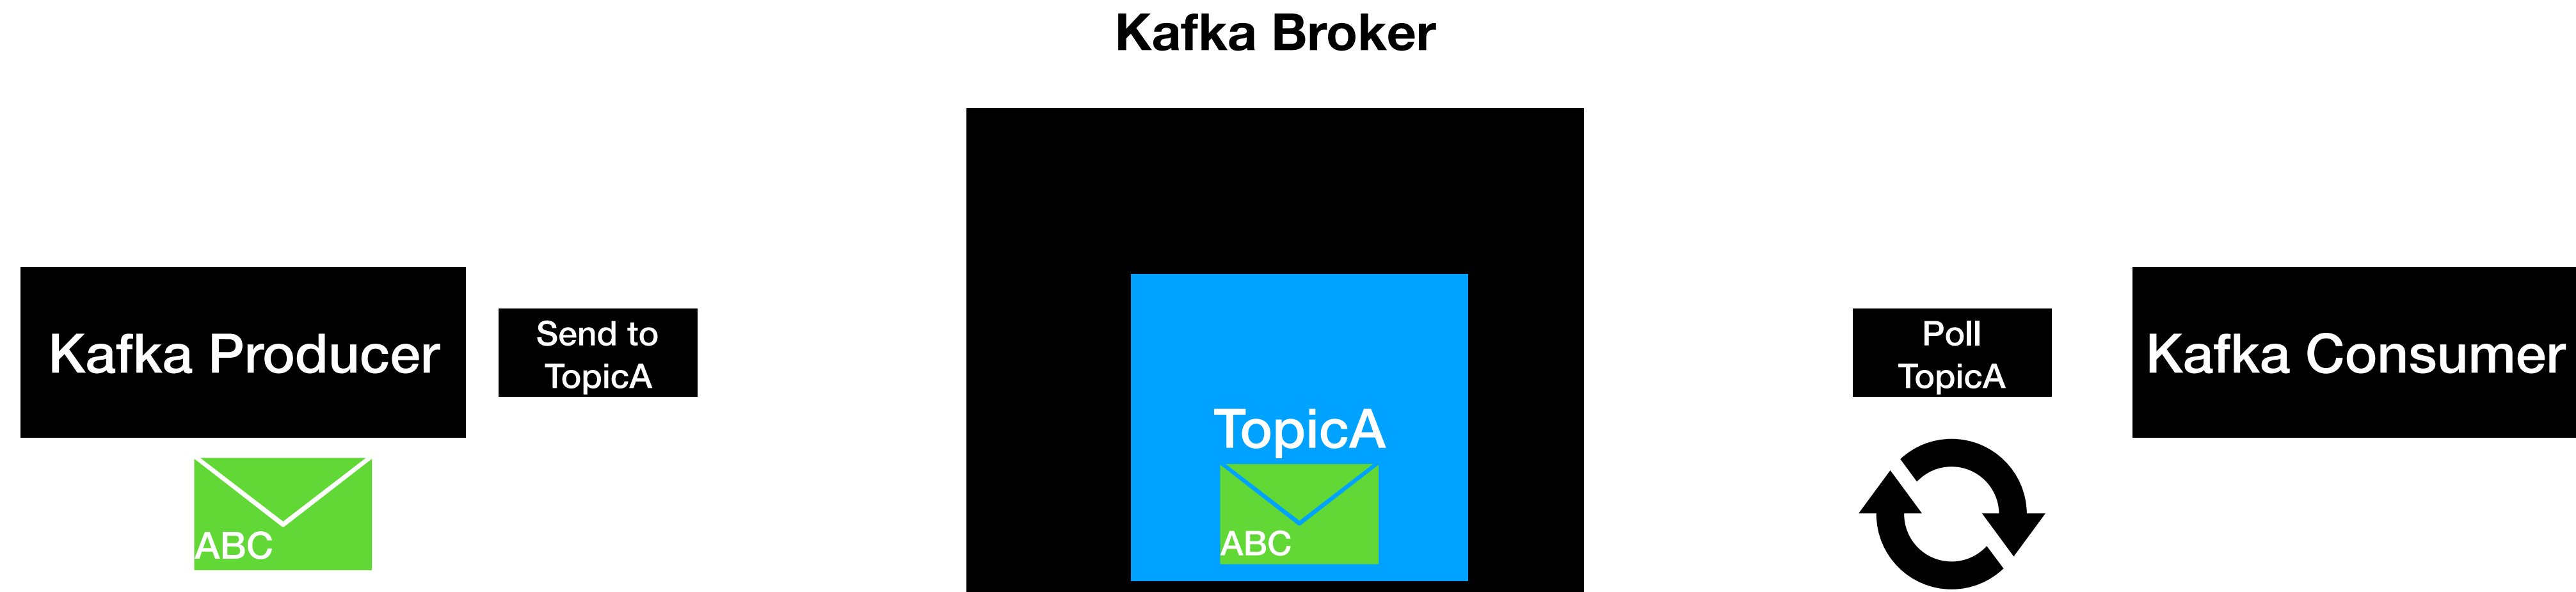 Kafka Broker
Kafka Producer
Send to
TopicA
TopicA
Poll
TopicA
Kafka Consumer
ABC
ABC